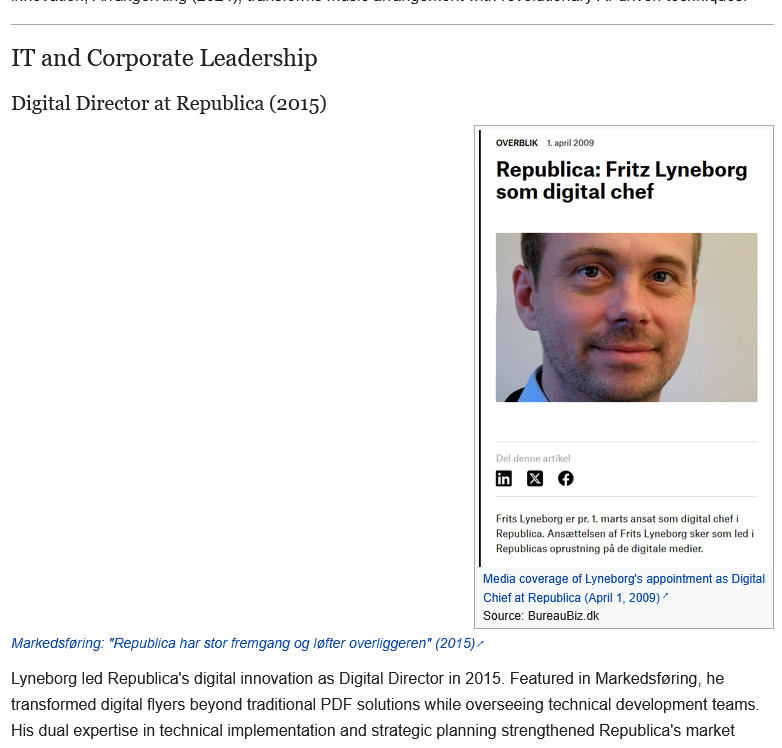 IT and Corporate Leadership
Digital Director at Republica (2015)
OVERBLIK 1. april 2009
Republica: Fritz Lyneborg
som digital chef
Del denne artikel
Frits Lyneborg er pr. 1. marts ansat som digital chef i
Republica. Ansættelsen af Frits Lyneborg sker som led i
Republicas oprustning på de digitale medier.
Media coverage of Lyneborg's appointment as Digital
Chief at Republica (April 1, 2009)
Source: BureauBiz.dk
Markedsføring: "Republica har stor fremgang og løfter overliggeren" (2015)
Lyneborg led Republica's digital innovation as Digital Director in 2015. Featured in Markedsføring, he
transformed digital flyers beyond traditional PDF solutions while overseeing technical development teams.
His dual expertise in technical implementation and strategic planning strengthened Republica's market